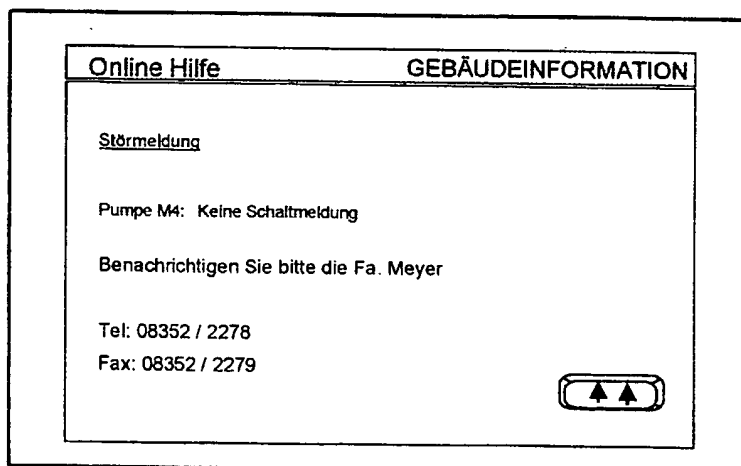 Online Hilfe GEBÄUDEINFORMATION
Störmeldung
Pumpe M4: Keine Schaltmeldung
Benachrichtigen Sie bitte die Fa. Meyer
Tel: 08352 / 2278
Fax: 08352 / 2279